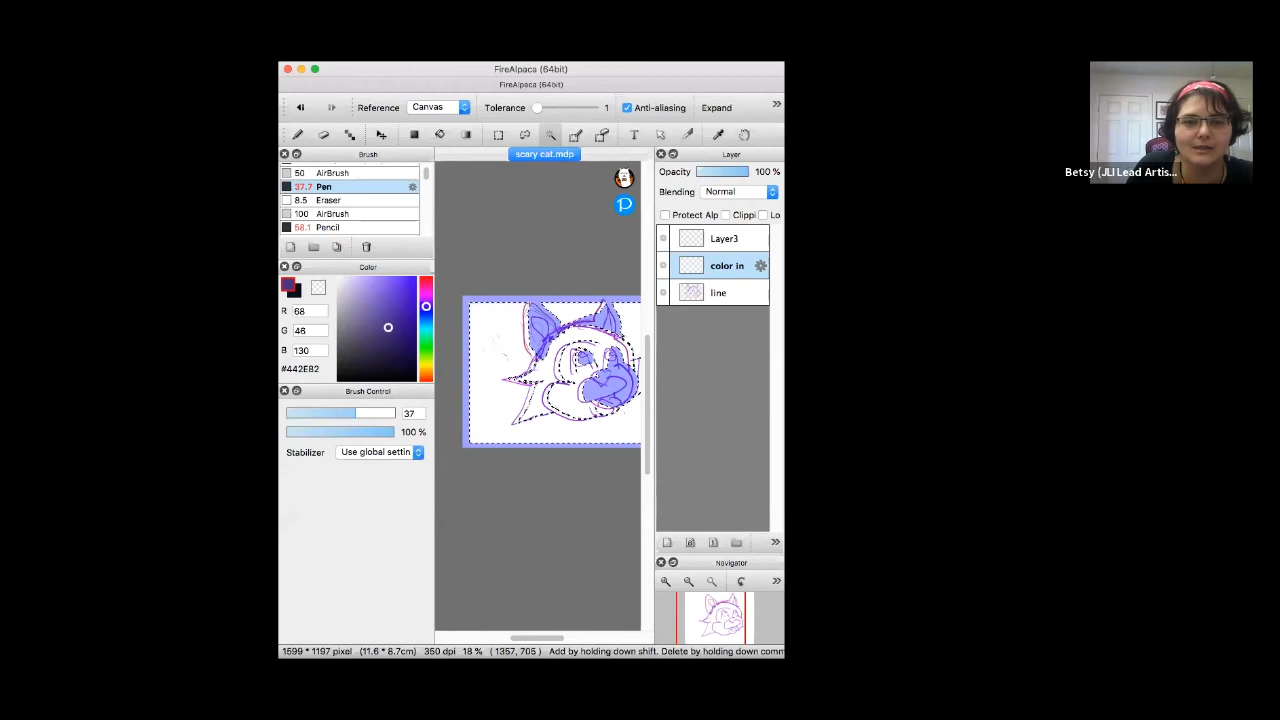 FireAlpaca (64bit)
FireAlpaca (64bit)
Reference Canvas Tolerance 1 Anti-aliasing Expand »
T
Brush scary cat.mdp Layer
50 AirBrush
37.7 Pen
8.5 Eraser
100 AirBrush
58.1 Pencil
Color
R 68
G 46
B 130
#442E82
Brush Control
37
100 %
Stabilizer Use global settin
Opacity 100 %
Blending Normal
Protect Alp Clippi Lo
Layer3
color in
line
8 1 »
Navigator
»
1599 * 1197 pixel (11.6 * 8.7cm) 350 dpi 18 % ( 1357, 705 ) Add by holding down shift. Delete by holding down comm
Betsy (JLI Lead Artis...